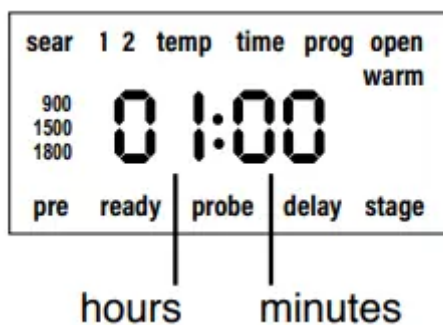 sear 1 2 temp time prog open
warm
900
1500
1800
01:00
pre ready probe delay stage
hours minutes